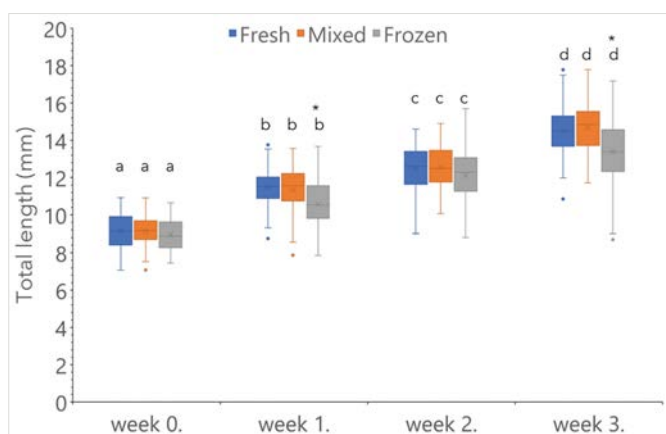 Total length (mm)
20
18
16
14
12
10
8
6
4
2
0
Fresh Mixed Frozen
a a a
b b * b
c c c
d d * d
week 0. week 1. week 2. week 3.